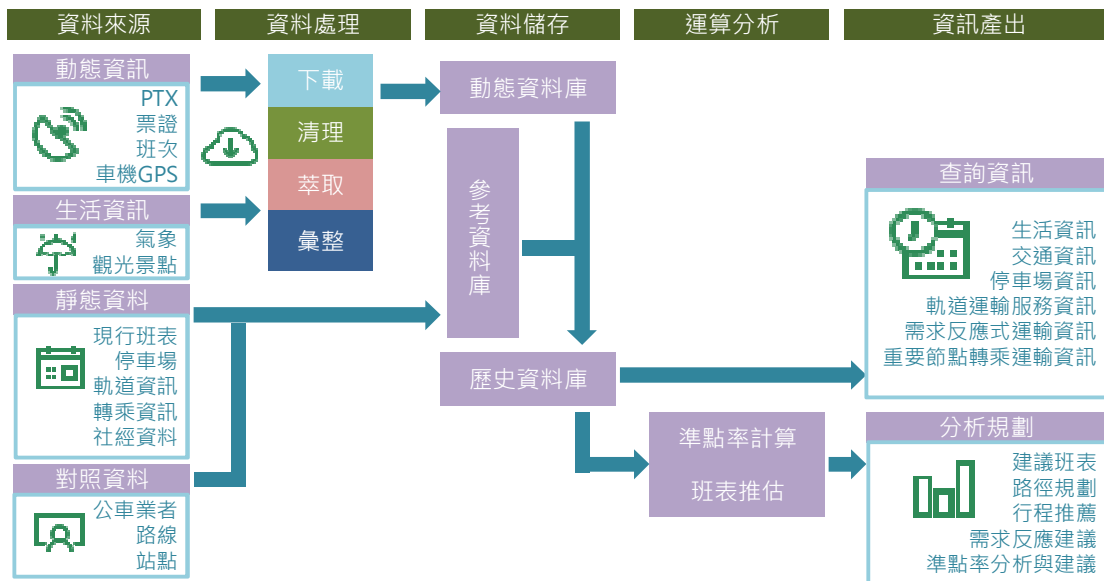 資料來源
資料處理
資料儲存
運算分析
資訊產出
動態資訊
PTX
票證
班次
車機GPS
生活資訊
氣象
觀光景點
靜態資料
現行班表
停車場
軌道資訊
轉乘資訊
社經資料
對照資料
公車業者
路線
站點
下載
清理
萃取
彙整
動態資料庫
參考資料庫
歷史資料庫
準點率計算
班表推估
查詢資訊
生活資訊
交通資訊
停車場資訊
軌道運輸服務資訊
需求反應式運輸資訊
重要節點轉乘運輸資訊
分析規劃
建議班表
路徑規劃
行程推薦
需求反應建議
準點率分析與建議